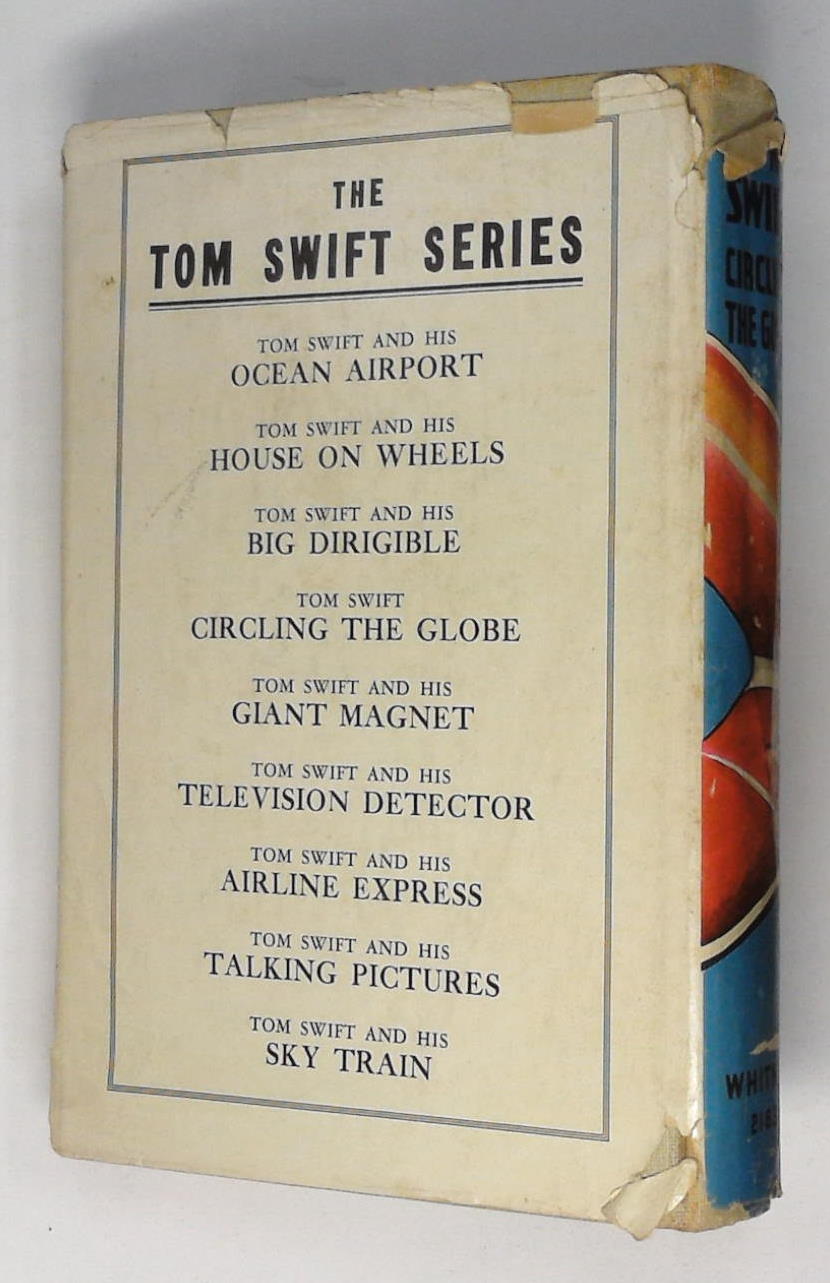 THE
TOM SWIFT SERIES
TOM SWIFT AND HIS
OCEAN AIRPORT
TOM SWIFT AND HIS
HOUSE ON WHEELS
TOM SWIFT AND HIS
BIG DIRIGIBLE
TOM SWIFT
CIRCLING THE GLOBE
TOM SWIFT AND HIS
GIANT MAGNET
TOM SWIFT AND HIS
TELEVISION DETECTOR
TOM SWIFT AND HIS
AIRLINE EXPRESS
TOM SWIFT AND HIS
TALKING PICTURES
TOM SWIFT AND HIS
SKY TRAIN
THE